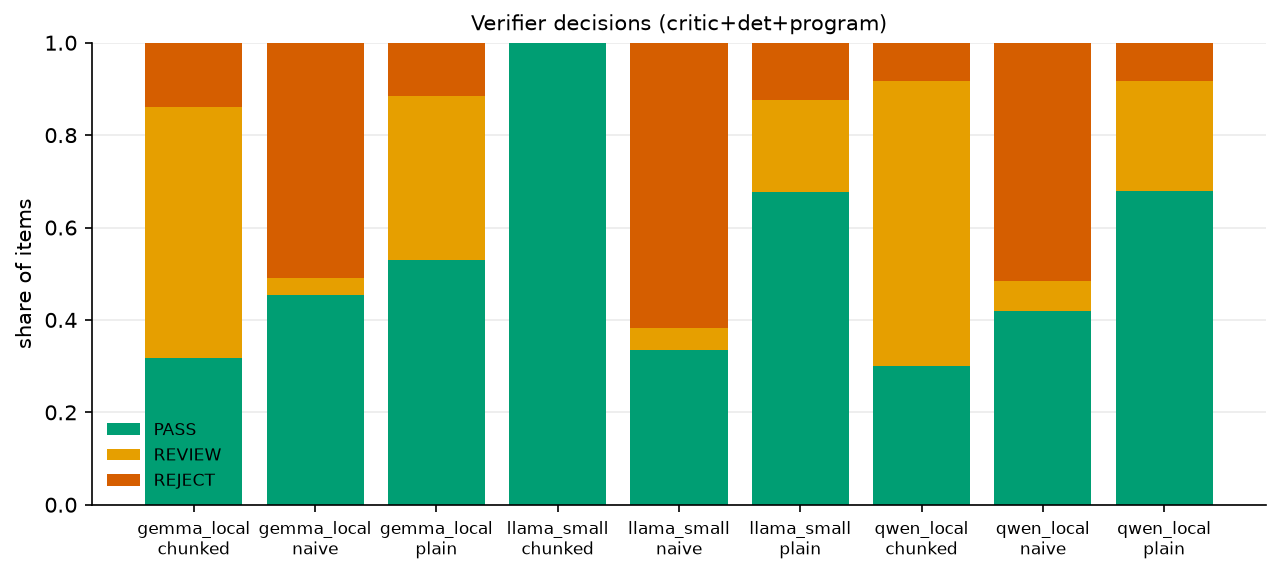 Verifier decisions (critic+det+program)
share of items
1.0
0.8
0.6
0.4
0.2
0.0
PASS
REVIEW
REJECT
gemma_local gemma_local gemma_local llama_small llama_small llama_small qwen_local qwen_local qwen_local
chunked naive plain chunked naive plain chunked naive plain